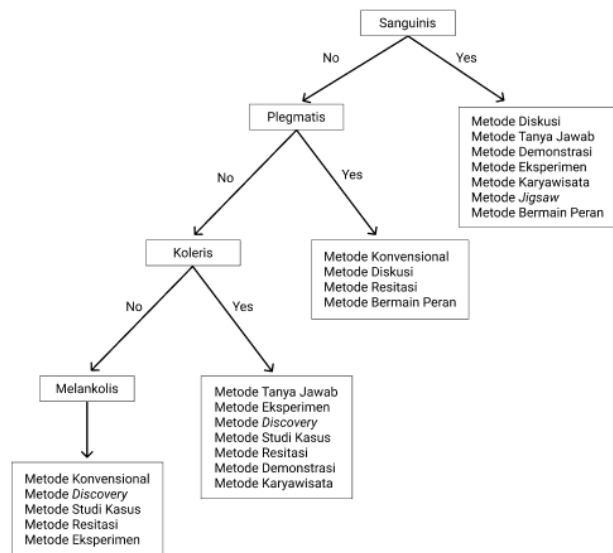 Sanguinis
No
Yes
Plegmatis
Metode Diskusi
Metode Tanya Jawab
Metode Demonstrasi
Metode Eksperimen
Metode Karyawisata
Metode Jigsaw
Metode Bermain Peran
No
Yes
Koleris
Metode Konvensional
Metode Diskusi
Metode Resitasi
Metode Bermain Peran
No
Yes
Melankolis
Metode Tanya Jawab
Metode Eksperimen
Metode Discovery
Metode Studi Kasus
Metode Resitasi
Metode Demonstrasi
Metode Karyawisata
Metode Konvensional
Metode Discovery
Metode Studi Kasus
Metode Resitasi
Metode Eksperimen